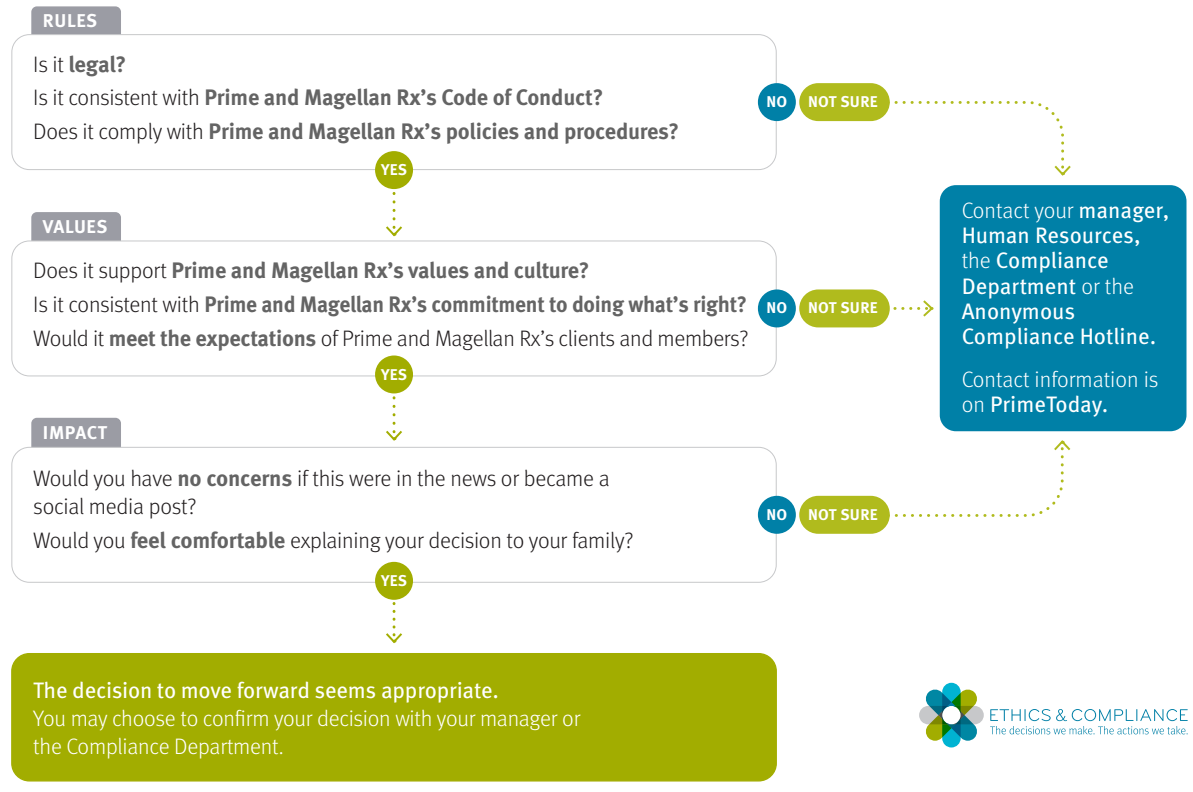 RULES
Is it legal?
Is it consistent with Prime and Magellan Rx's Code of Conduct?
Does it comply with Prime and Magellan Rx's policies and procedures?
NO
NOT SURE
YES
VALUES
Does it support Prime and Magellan Rx's values and culture?
Is it consistent with Prime and Magellan Rx's commitment to doing what's right?
Would it meet the expectations of Prime and Magellan Rx's clients and members?
NO
NOT SURE
YES
IMPACT
Would you have no concerns if this were in the news or became a
social media post?
Would you feel comfortable explaining your decision to your family?
NO
NOT SURE
YES
Contact your manager,
Human Resources,
the Compliance
Department or the
Anonymous
Compliance Hotline.
Contact information is
on PrimeToday.
The decision to move forward seems appropriate.
You may choose to confirm your decision with your manager or
the Compliance Department.
ETHICS & COMPLIANCE
The decisions we make. The actions we take.